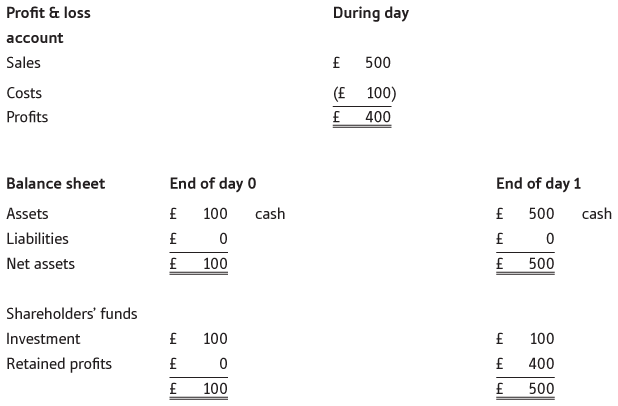 Profit & loss During day
account
Sales £ 500
Costs (£ 100)
Profits £ 400
Balance sheet End of day 0 End of day 1
Assets £ 100 cash £ 500 cash
Liabilities £ 0 £ 0
Net assets £ 100 £ 500
Shareholders' funds
Investment £ 100 £ 100
Retained profits £ 0 £ 400
£ 100 £ 500